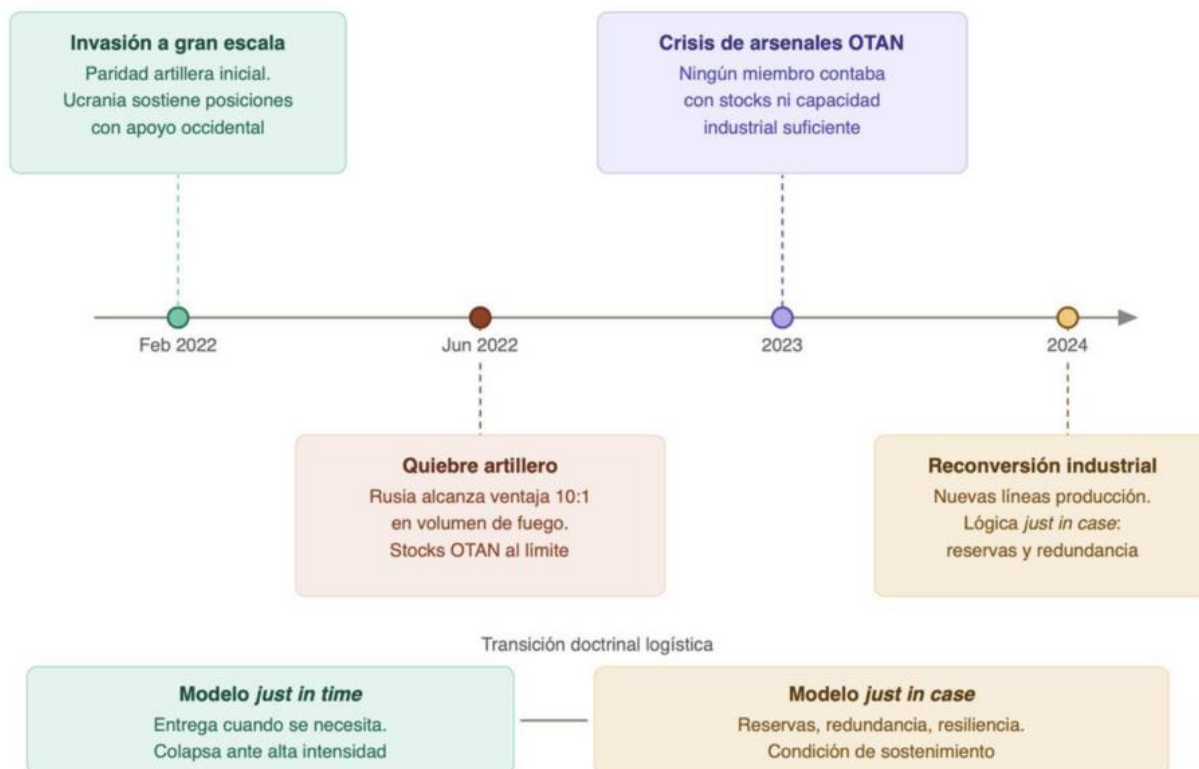 Invasión a gran escala
Paridad artillera inicial.
Ucrania sostiene posiciones
con apoyo occidental
Crisis de arsenales OTAN
Ningún miembro contaba
con stocks ni capacidad
industrial suficiente
Feb 2022
Jun 2022
2023
2024
Quiebre artillero
Rusia alcanza ventaja 10:1
en volumen de fuego.
Stocks OTAN al límite
Reconversión industrial
Nuevas líneas producción.
Lógica just in case:
reservas y redundancia
Transición doctrinal logística
Modelo just in time
Entrega cuando se necesita.
Colapsa ante alta intensidad
Modelo just in case
Reservas, redundancia, resiliencia.
Condición de sostenimiento